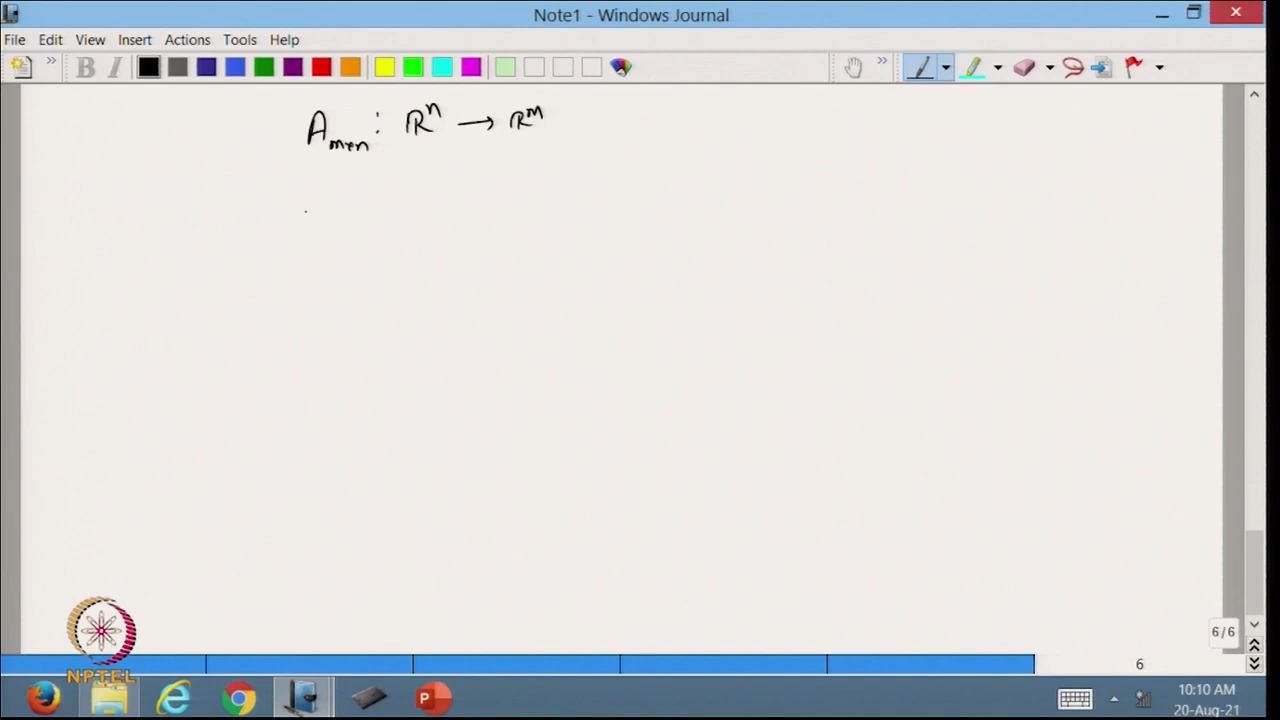 Note1 - Windows Journal
File Edit View Insert Actions Tools Help
B I
A_{m×n} : ℝ^n → ℝ^m
6 / 6
6
NPTEL
10:10 AM
20-Aug-21